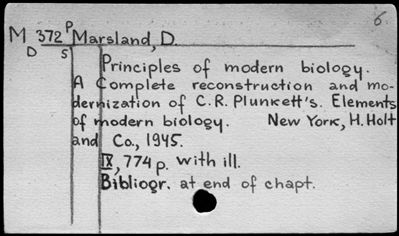 6
M 372 P Marsland, D.
D S
Principles of modern biology.
A Complete reconstruction and mo-
dernization of C.R. Plunkett's. Elements
of modern biology. New York, H. Holt
and Co., 1945.
IX, 774 p. with ill.
Bibliogr. at end of chapt.